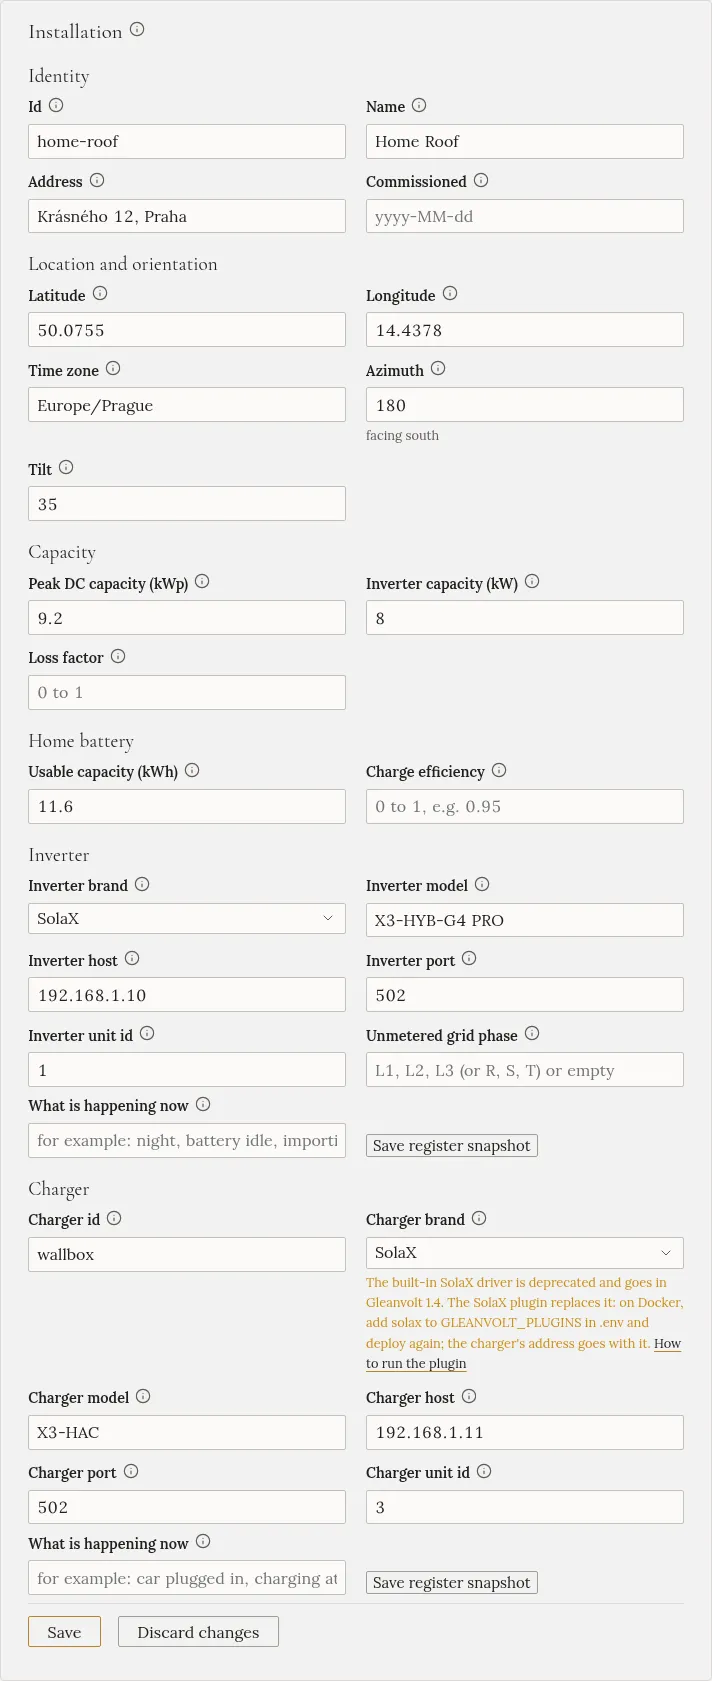 Installation
Identity
Id
Name
home-roof
Home Roof
Address
Commissioned
Krásného 12, Praha
yyyy-MM-dd
Location and orientation
Latitude
Longitude
50.0755
14.4378
Time zone
Azimuth
Europe/Prague
180
facing south
Tilt
35
Capacity
Peak DC capacity (kWp)
Inverter capacity (kW)
9.2
8
Loss factor
0 to 1
Home battery
Usable capacity (kWh)
Charge efficiency
11.6
0 to 1, e.g. 0.95
Inverter
Inverter brand
Inverter model
SolaX
X3-HYB-G4 PRO
Inverter host
Inverter port
192.168.1.10
502
Inverter unit id
Unmetered grid phase
1
L1, L2, L3 (or R, S, T) or empty
What is happening now
for example: night, battery idle, importi
Save register snapshot
Charger
Charger id
Charger brand
wallbox
SolaX
The built-in SolaX driver is deprecated and goes in
Gleanvolt 1.4. The SolaX plugin replaces it: on Docker,
add solax to GLEANVOLT_PLUGINS in .env and
deploy again; the charger's address goes with it. How
to run the plugin
Charger model
Charger host
X3-HAC
192.168.1.11
Charger port
Charger unit id
502
3
What is happening now
for example: car plugged in, charging at
Save register snapshot
Save
Discard changes